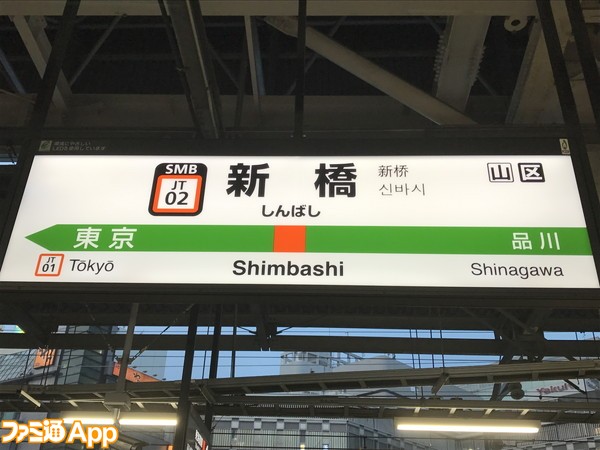 SMB
JT
02
新橋
しんばし
新桥
신바시
山区
東京
品川
JT
01
Tōkyō
Shimbashi
Shinagawa
Yakult
ファミ通App